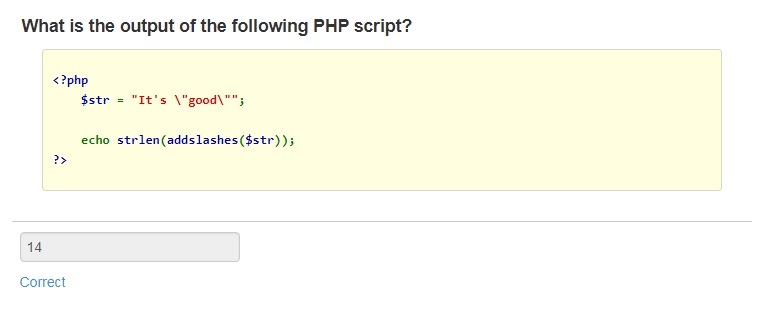 What is the output of the following PHP script?
<?php
$str = "It's \"good\"";
echo strlen(addslashes($str));
?>
14
Correct